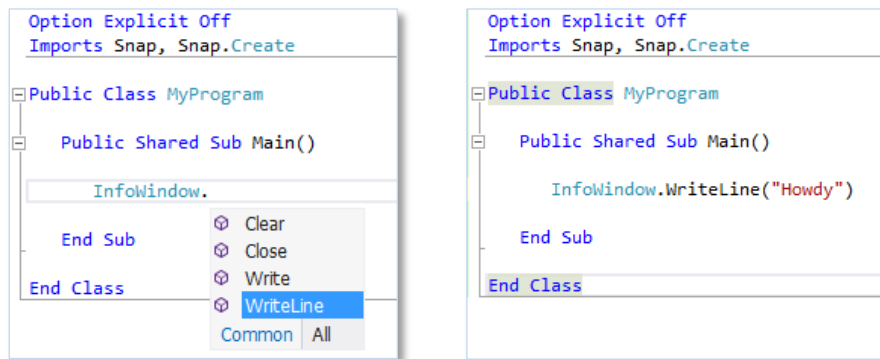 Option Explicit Off
Imports Snap, Snap.Create
Public Class MyProgram
Public Shared Sub Main()
InfoWindow.
Clear
Close
Write
WriteLine
Common All
End Sub
End Class
Option Explicit Off
Imports Snap, Snap.Create
Public Class MyProgram
Public Shared Sub Main()
InfoWindow.WriteLine("Howdy")
End Sub
End Class